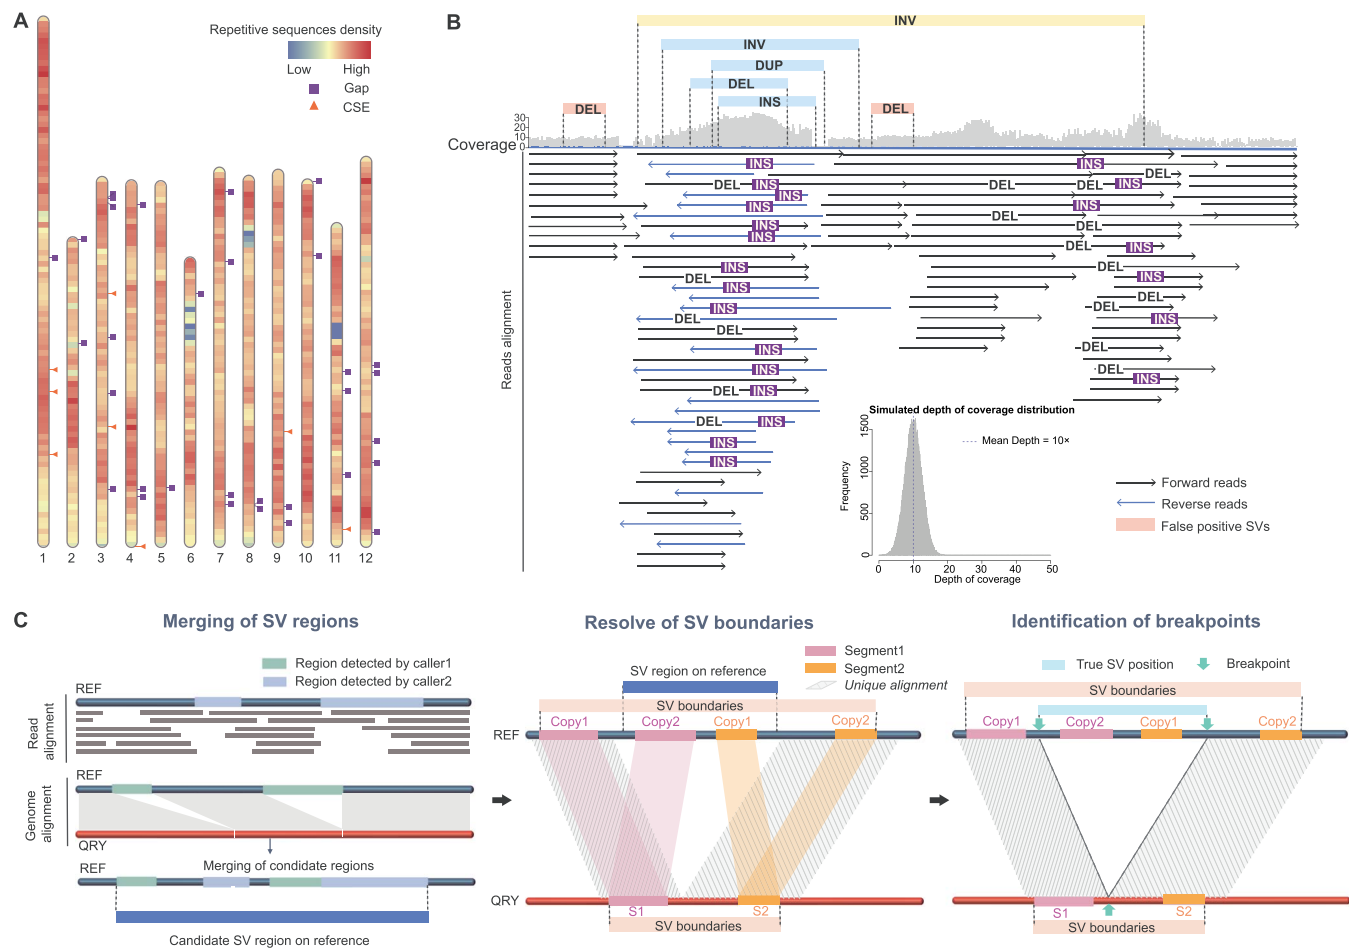 A
Repetitive sequences density
Low High
Gap
CSE
1 2 3 4 5 6 7 8 9 10 11 12
B
INV
INV
DUP
DEL
INS
DEL DEL
30
20
10
0
Coverage
Reads alignment
INS INS
DEL
DEL INS DEL DEL INS
INS
INS INS
DEL
INS DEL
INS
DEL INS
INS DEL
DEL INS
INS
DEL
INS DEL
DEL INS
DEL
INS DEL
DEL
INS
DEL INS
DEL INS
INS
INS
Simulated depth of coverage distribution
Mean Depth = 10×
Frequency
1500
1000
500
0
0 10 20 30 40 50
Depth of coverage
Forward reads
Reverse reads
False positive SVs
C
Merging of SV regions
Region detected by caller1
Region detected by caller2
REF
Read alignment
REF
Genome alignment
QRY
Merging of candidate regions
REF
Candidate SV region on reference
Resolve of SV boundaries
Segment1
Segment2
Unique alignment
SV region on reference
SV boundaries
Copy1 Copy2 Copy1 Copy2
REF
QRY
S1 S2
SV boundaries
Identification of breakpoints
True SV position Breakpoint
SV boundaries
Copy1 Copy2 Copy1 Copy2
S1 S2
SV boundaries